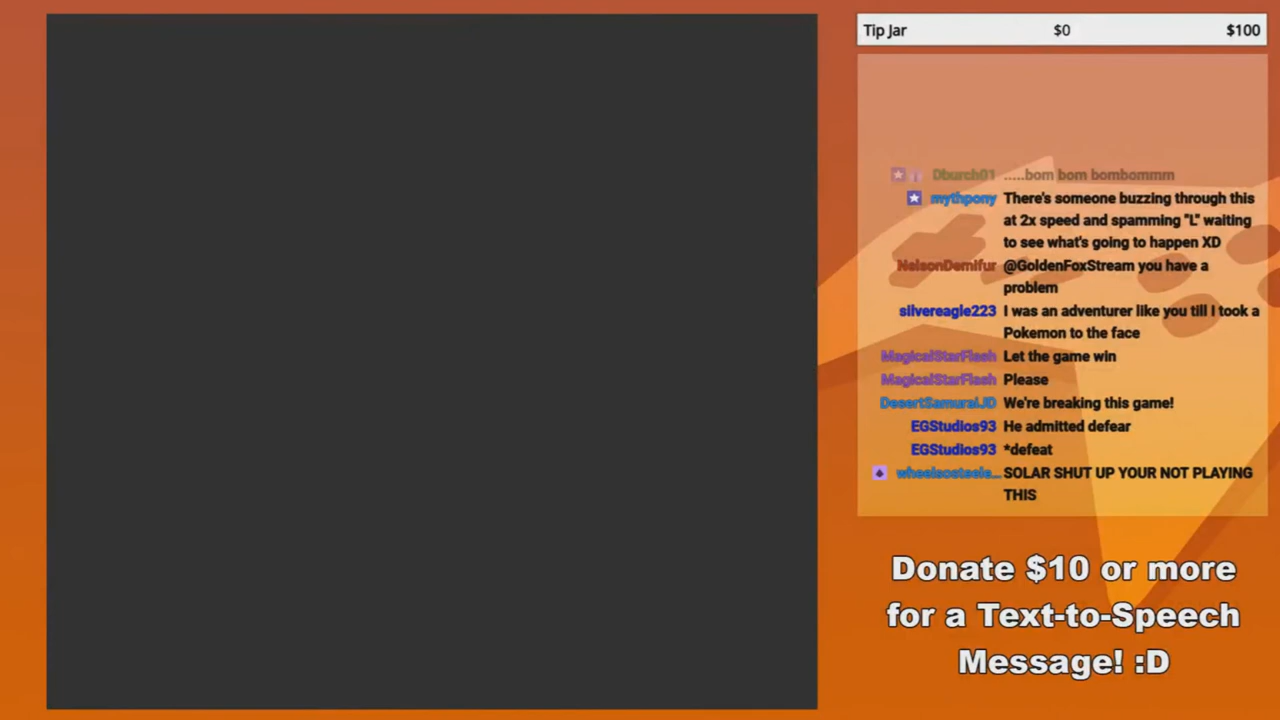 Tip Jar $0 $100
Dburch01 .....bom bom bombommm
mythpony There's someone buzzing through this
at 2x speed and spamming "L" waiting
to see what's going to happen XD
NelsonDemifur @GoldenFoxStream you have a
problem
silvereagle223 I was an adventurer like you till I took a
Pokemon to the face
MagicalStarFlash Let the game win
MagicalStarFlash Please
DesertSamuraiJD We're breaking this game!
EGStudios93 He admitted defear
EGStudios93 *defeat
wheelsosteele... SOLAR SHUT UP YOUR NOT PLAYING
THIS
Donate $10 or more
for a Text-to-Speech
Message! :D